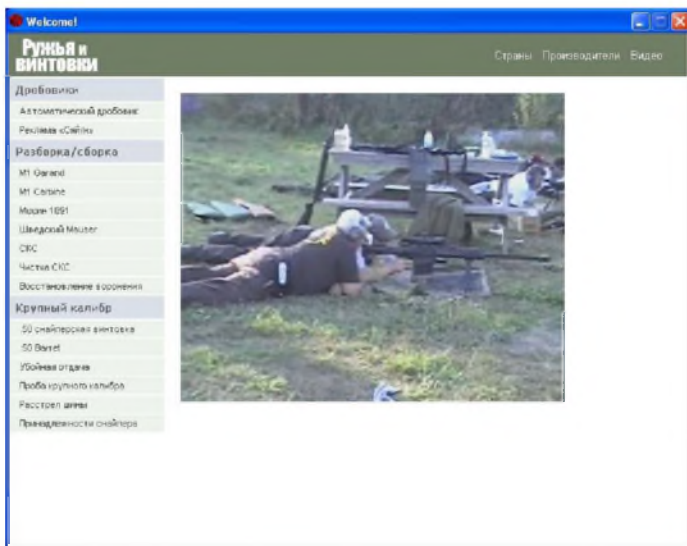 Welcome!
Ружья и
винтовки
Страны Производители Видео
Дробовики
Автоматический дробовик
Реклама «Сайги»
Разборка/сборка
M1 Garand
M1 Carbine
Мосин 1891
Шведский Mauser
СКС
Чистка СКС
Восстановление воронения
Крупный калибр
.50 снайперская винтовка
.50 Barret
Убойная отдача
Проба крупного калибра
Расстрел шины
Принадлежности снайпера